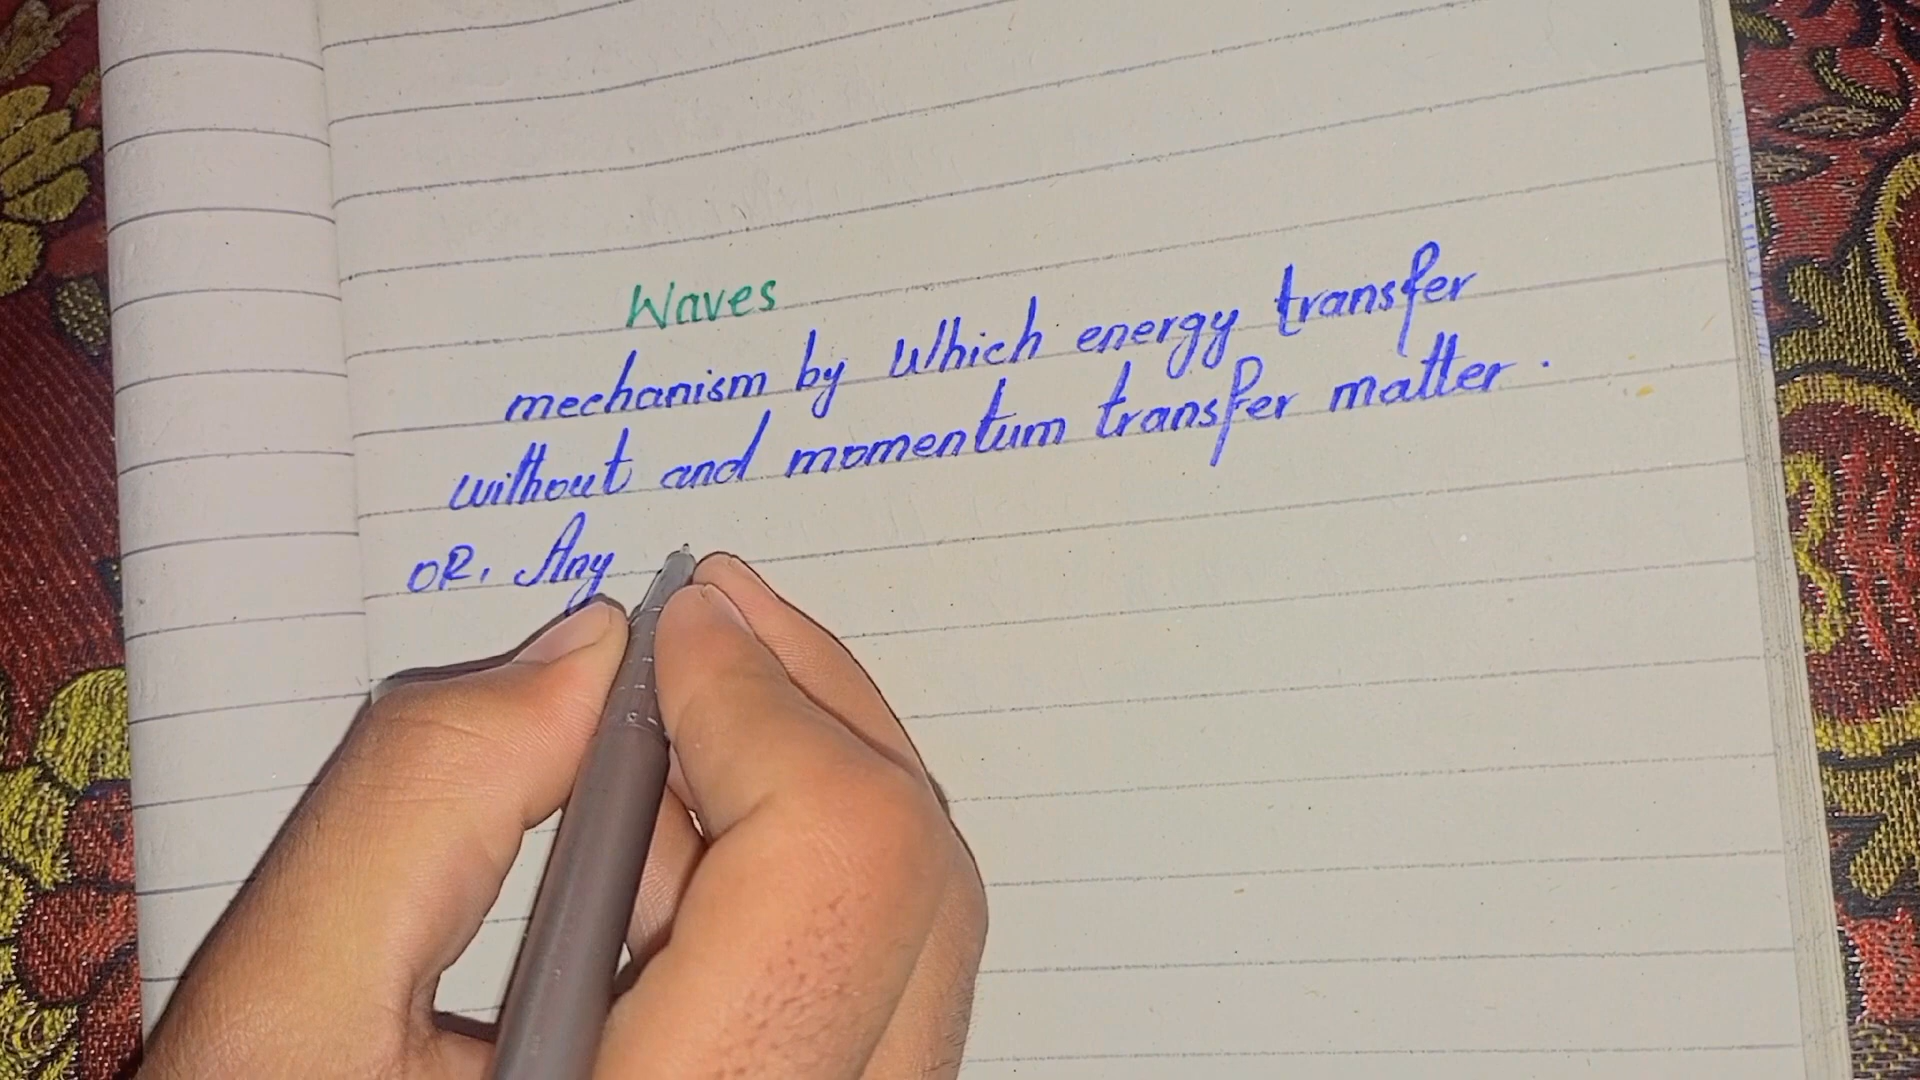 Waves
mechanism by which energy transfer
without and momentum transfer matter.
OR, Any